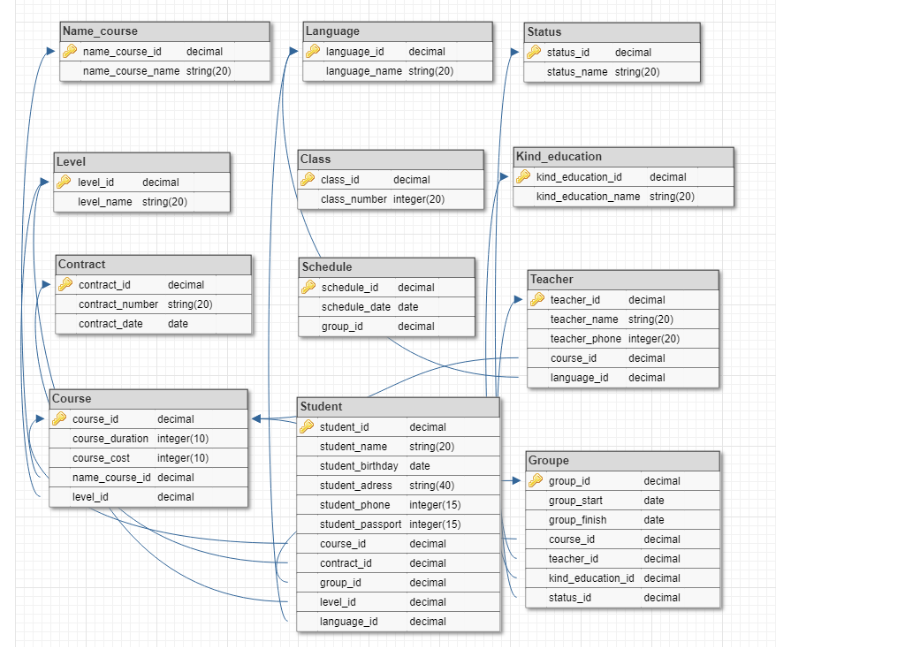 Name_course
name_course_id decimal
name_course_name string(20)
Language
language_id decimal
language_name string(20)
Status
status_id decimal
status_name string(20)
Level
level_id decimal
level_name string(20)
Class
class_id decimal
class_number integer(20)
Kind_education
kind_education_id decimal
kind_education_name string(20)
Contract
contract_id decimal
contract_number string(20)
contract_date date
Schedule
schedule_id decimal
schedule_date date
group_id decimal
Teacher
teacher_id decimal
teacher_name string(20)
teacher_phone integer(20)
course_id decimal
language_id decimal
Course
course_id decimal
course_duration integer(10)
course_cost integer(10)
name_course_id decimal
level_id decimal
Student
student_id decimal
student_name string(20)
student_birthday date
student_adress string(40)
student_phone integer(15)
student_passport integer(15)
course_id decimal
contract_id decimal
group_id decimal
level_id decimal
language_id decimal
Groupe
group_id decimal
group_start date
group_finish date
course_id decimal
teacher_id decimal
kind_education_id decimal
status_id decimal